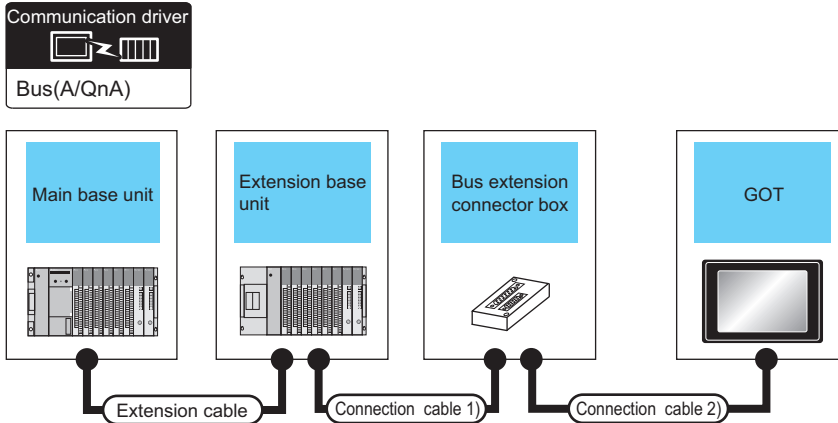 Communication driver
Bus(A/QnA)
Main base unit
Extension base
unit
Bus extension
connector box
GOT
Extension cable
Connection cable 1)
Connection cable 2)